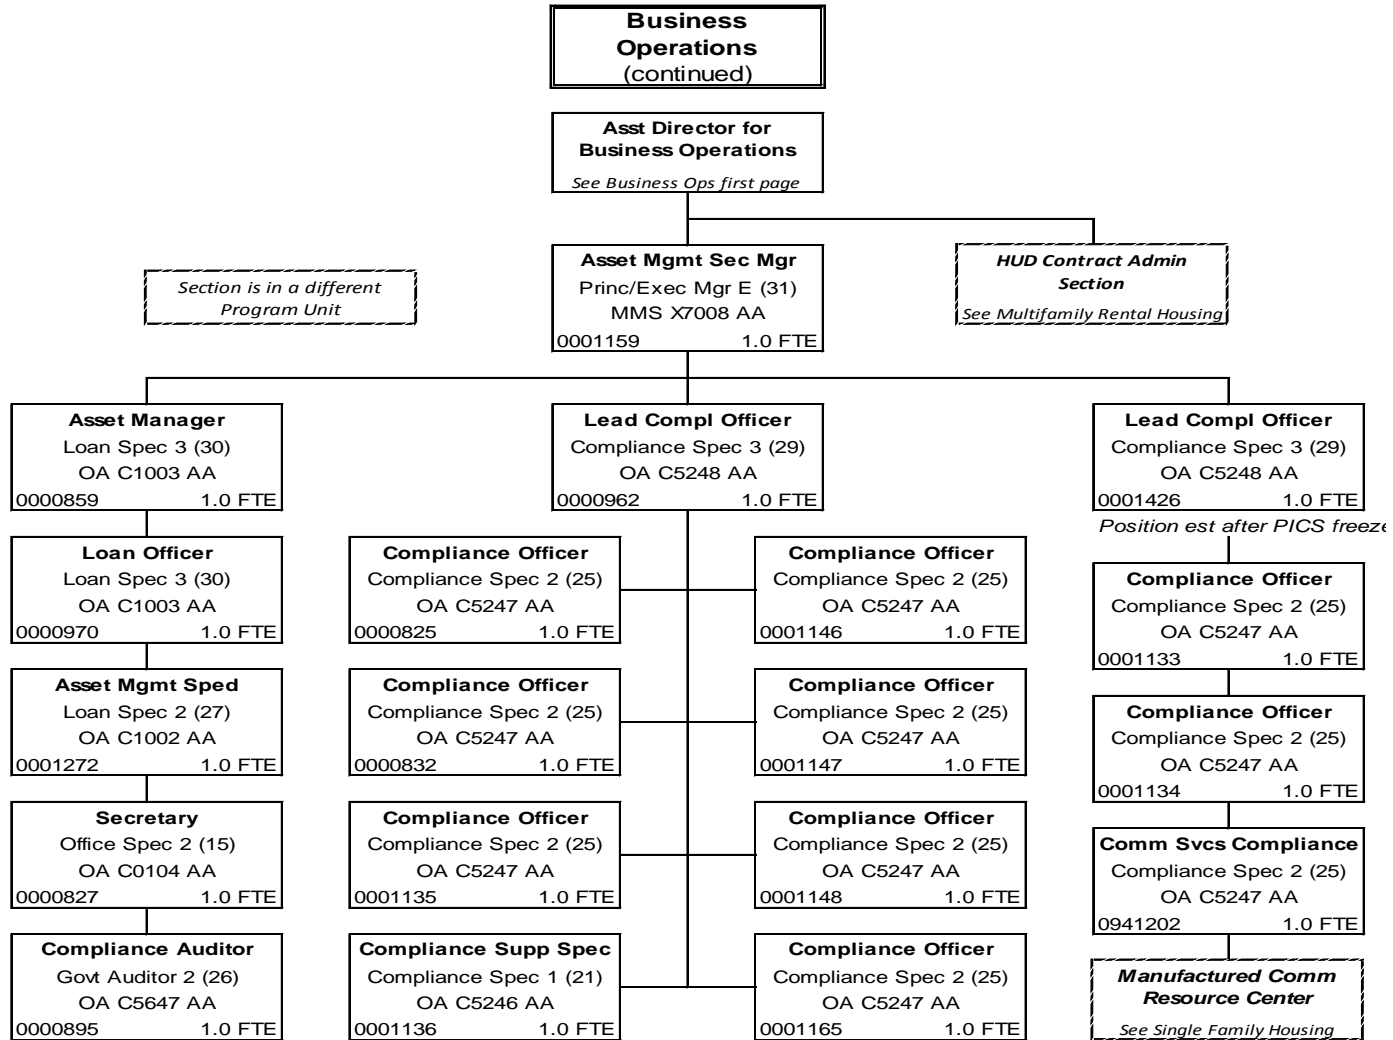 Business
Operations
(continued)
Asst Director for
Business Operations
See Business Ops first page
Section is in a different
Program Unit
Asset Mgmt Sec Mgr
Princ/Exec Mgr E (31)
MMS X7008 AA
0001159 1.0 FTE
HUD Contract Admin
Section
See Multifamily Rental Housing
Asset Manager
Loan Spec 3 (30)
OA C1003 AA
0000859 1.0 FTE
Lead Compl Officer
Compliance Spec 3 (29)
OA C5248 AA
0000962 1.0 FTE
Lead Compl Officer
Compliance Spec 3 (29)
OA C5248 AA
0001426 1.0 FTE
Position est after PICS freeze
Loan Officer
Loan Spec 3 (30)
OA C1003 AA
0000970 1.0 FTE
Compliance Officer
Compliance Spec 2 (25)
OA C5247 AA
0000825 1.0 FTE
Compliance Officer
Compliance Spec 2 (25)
OA C5247 AA
0001146 1.0 FTE
Compliance Officer
Compliance Spec 2 (25)
OA C5247 AA
0001133 1.0 FTE
Asset Mgmt Sped
Loan Spec 2 (27)
OA C1002 AA
0001272 1.0 FTE
Compliance Officer
Compliance Spec 2 (25)
OA C5247 AA
0000832 1.0 FTE
Compliance Officer
Compliance Spec 2 (25)
OA C5247 AA
0001147 1.0 FTE
Compliance Officer
Compliance Spec 2 (25)
OA C5247 AA
0001134 1.0 FTE
Secretary
Office Spec 2 (15)
OA C0104 AA
0000827 1.0 FTE
Compliance Officer
Compliance Spec 2 (25)
OA C5247 AA
0001135 1.0 FTE
Compliance Officer
Compliance Spec 2 (25)
OA C5247 AA
0001148 1.0 FTE
Comm Svcs Compliance
Compliance Spec 2 (25)
OA C5247 AA
0941202 1.0 FTE
Compliance Auditor
Govt Auditor 2 (26)
OA C5647 AA
0000895 1.0 FTE
Compliance Supp Spec
Compliance Spec 1 (21)
OA C5246 AA
0001136 1.0 FTE
Compliance Officer
Compliance Spec 2 (25)
OA C5247 AA
0001165 1.0 FTE
Manufactured Comm
Resource Center
See Single Family Housing